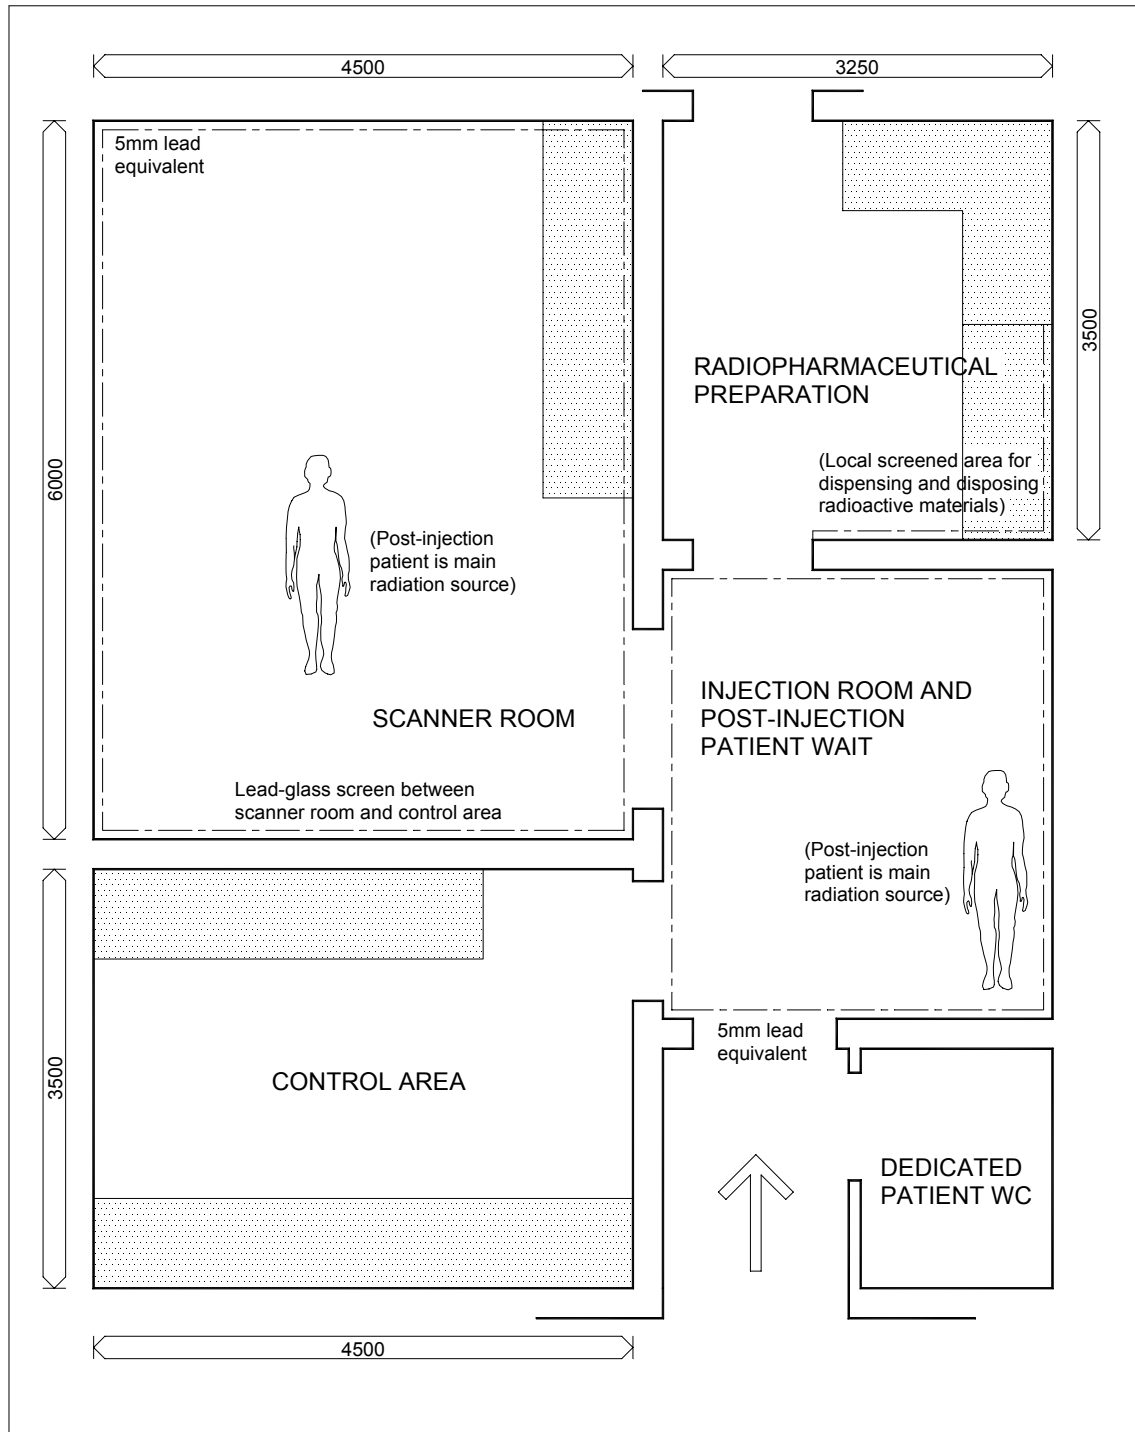 4500
3250
5mm lead
equivalent
6000
3500
RADIOPHARMACEUTICAL
PREPARATION
(Local screened area for
dispensing and disposing
radioactive materials)
(Post-injection
patient is main
radiation source)
SCANNER ROOM
INJECTION ROOM AND
POST-INJECTION
PATIENT WAIT
Lead-glass screen between
scanner room and control area
(Post-injection
patient is main
radiation source)
5mm lead
equivalent
3500
CONTROL AREA
DEDICATED
PATIENT WC
4500